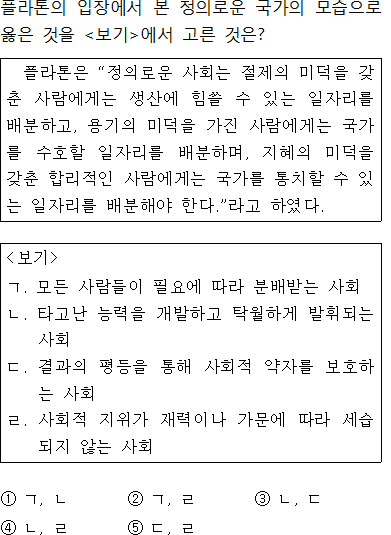 플라톤의 입장에서 본 정의로운 국가의 모습으로
옳은 것을 <보기>에서 고른 것은?
플라톤은 “정의로운 사회는 절제의 미덕을 갖
춘 사람에게는 생산에 힘쓸 수 있는 일자리를
배분하고, 용기의 미덕을 가진 사람에게는 국가
를 수호할 일자리를 배분하며, 지혜의 미덕을
갖춘 합리적인 사람에게는 국가를 통치할 수 있
는 일자리를 배분해야 한다.”라고 하였다.
<보기>
ㄱ. 모든 사람들이 필요에 따라 분배받는 사회
ㄴ. 타고난 능력을 개발하고 탁월하게 발휘되는
사회
ㄷ. 결과의 평등을 통해 사회적 약자를 보호하
는 사회
ㄹ. 사회적 지위가 재력이나 가문에 따라 세습
되지 않는 사회
① ㄱ, ㄴ ② ㄱ, ㄹ ③ ㄴ, ㄷ
④ ㄴ, ㄹ ⑤ ㄷ, ㄹ